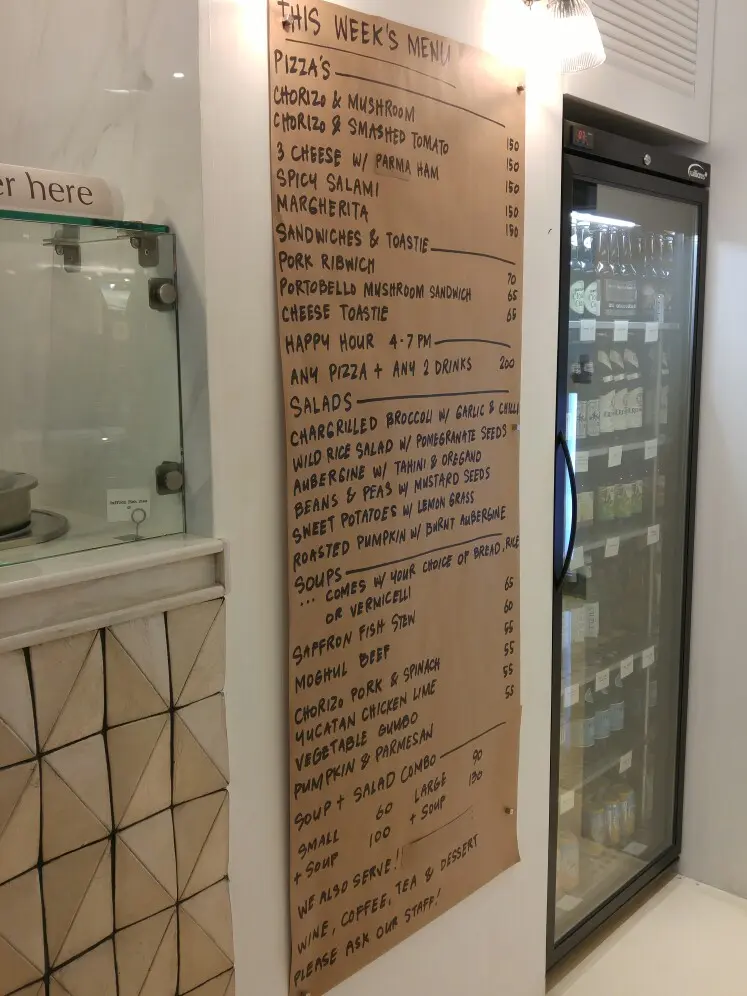 er here
THIS WEEK'S MENU
PIZZA'S
CHORIZO & MUSHROOM 150
CHORIZO & SMASHED TOMATO 150
3 CHEESE W/ PARMA HAM 150
SPICY SALAMI 150
MARGHERITA 150
SANDWICHES & TOASTIE
PORK RIBWICH 70
PORTOBELLO MUSHROOM SANDWICH 65
CHEESE TOASTIE 65
HAPPY HOUR 4-7PM
ANY PIZZA + ANY 2 DRINKS 200
SALADS
CHARGRILLED BROCCOLI W/ GARLIC & CHILLI
WILD RICE SALAD W/ POMEGRANATE SEEDS
AUBERGINE W/ TAHINI & OREGANO
BEANS & PEAS W/ MUSTARD SEEDS
SWEET POTATOES W/ LEMON GRASS
ROASTED PUMPKIN W/ BURNT AUBERGINE
SOUPS
... COMES W/ YOUR CHOICE OF BREAD, RICE
OR VERMICELLI
SAFFRON FISH STEW 65
MOGHUL BEEF 60
CHORIZO PORK & SPINACH 55
YUCATAN CHICKEN LIME 55
VEGETABLE GUMBO 55
PUMPKIN & PARMESAN 55
SOUP + SALAD COMBO
SMALL 60 LARGE 90
+ SOUP 100 + SOUP 130
WE ALSO SERVE!
WINE, COFFEE, TEA & DESSERT
PLEASE ASK OUR STAFF!